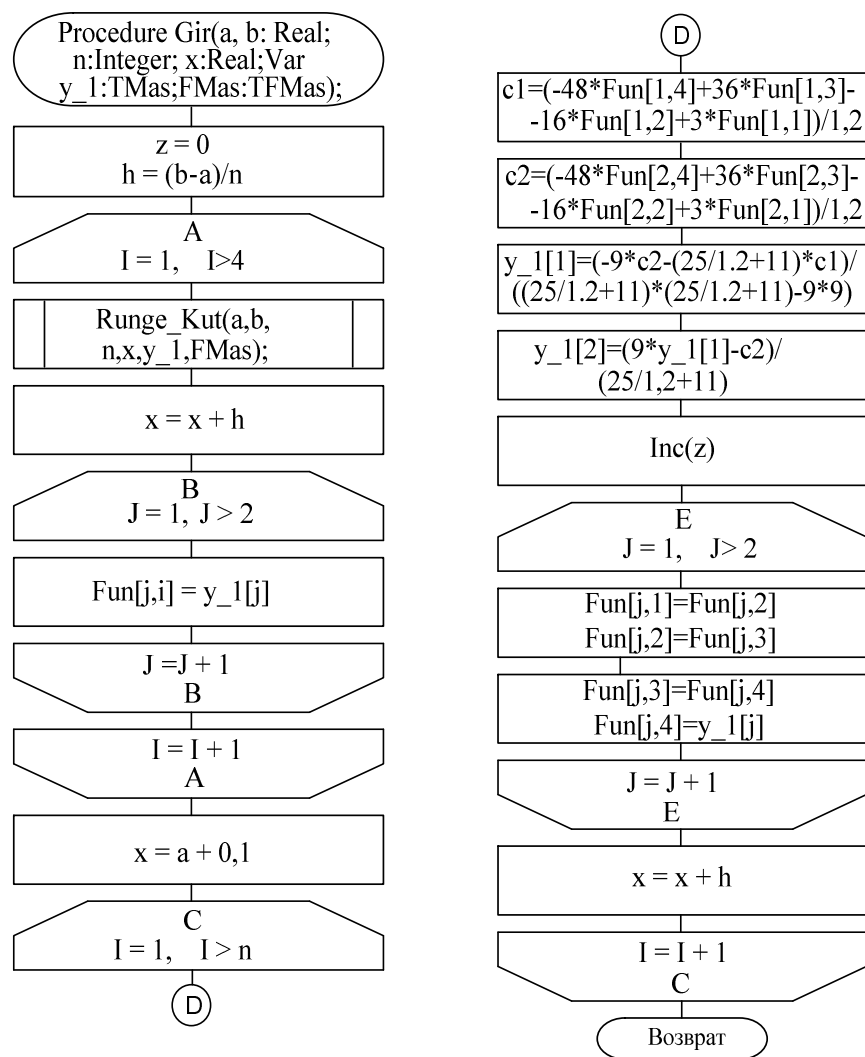 Procedure Gir(a, b: Real;
n:Integer; x:Real;Var
y_1:TMas;FMas:TFMas);
z = 0
h = (b-a)/n
A
I = 1, I>4
Runge_Kut(a,b,
n,x,y_1,FMas);
x = x + h
B
J = 1, J > 2
Fun[j,i] = y_1[j]
J =J + 1
B
I = I + 1
A
x = a + 0,1
C
I = 1, I > n
D
D
c1=(-48*Fun[1,4]+36*Fun[1,3]-
-16*Fun[1,2]+3*Fun[1,1])/1,2
c2=(-48*Fun[2,4]+36*Fun[2,3]-
-16*Fun[2,2]+3*Fun[2,1])/1,2
y_1[1]=(-9*c2-(25/1.2+11)*c1)/
((25/1.2+11)*(25/1.2+11)-9*9)
y_1[2]=(9*y_1[1]-c2)/
(25/1,2+11)
Inc(z)
E
J = 1, J> 2
Fun[j,1]=Fun[j,2]
Fun[j,2]=Fun[j,3]
Fun[j,3]=Fun[j,4]
Fun[j,4]=y_1[j]
J = J + 1
E
x = x + h
I = I + 1
C
Возврат